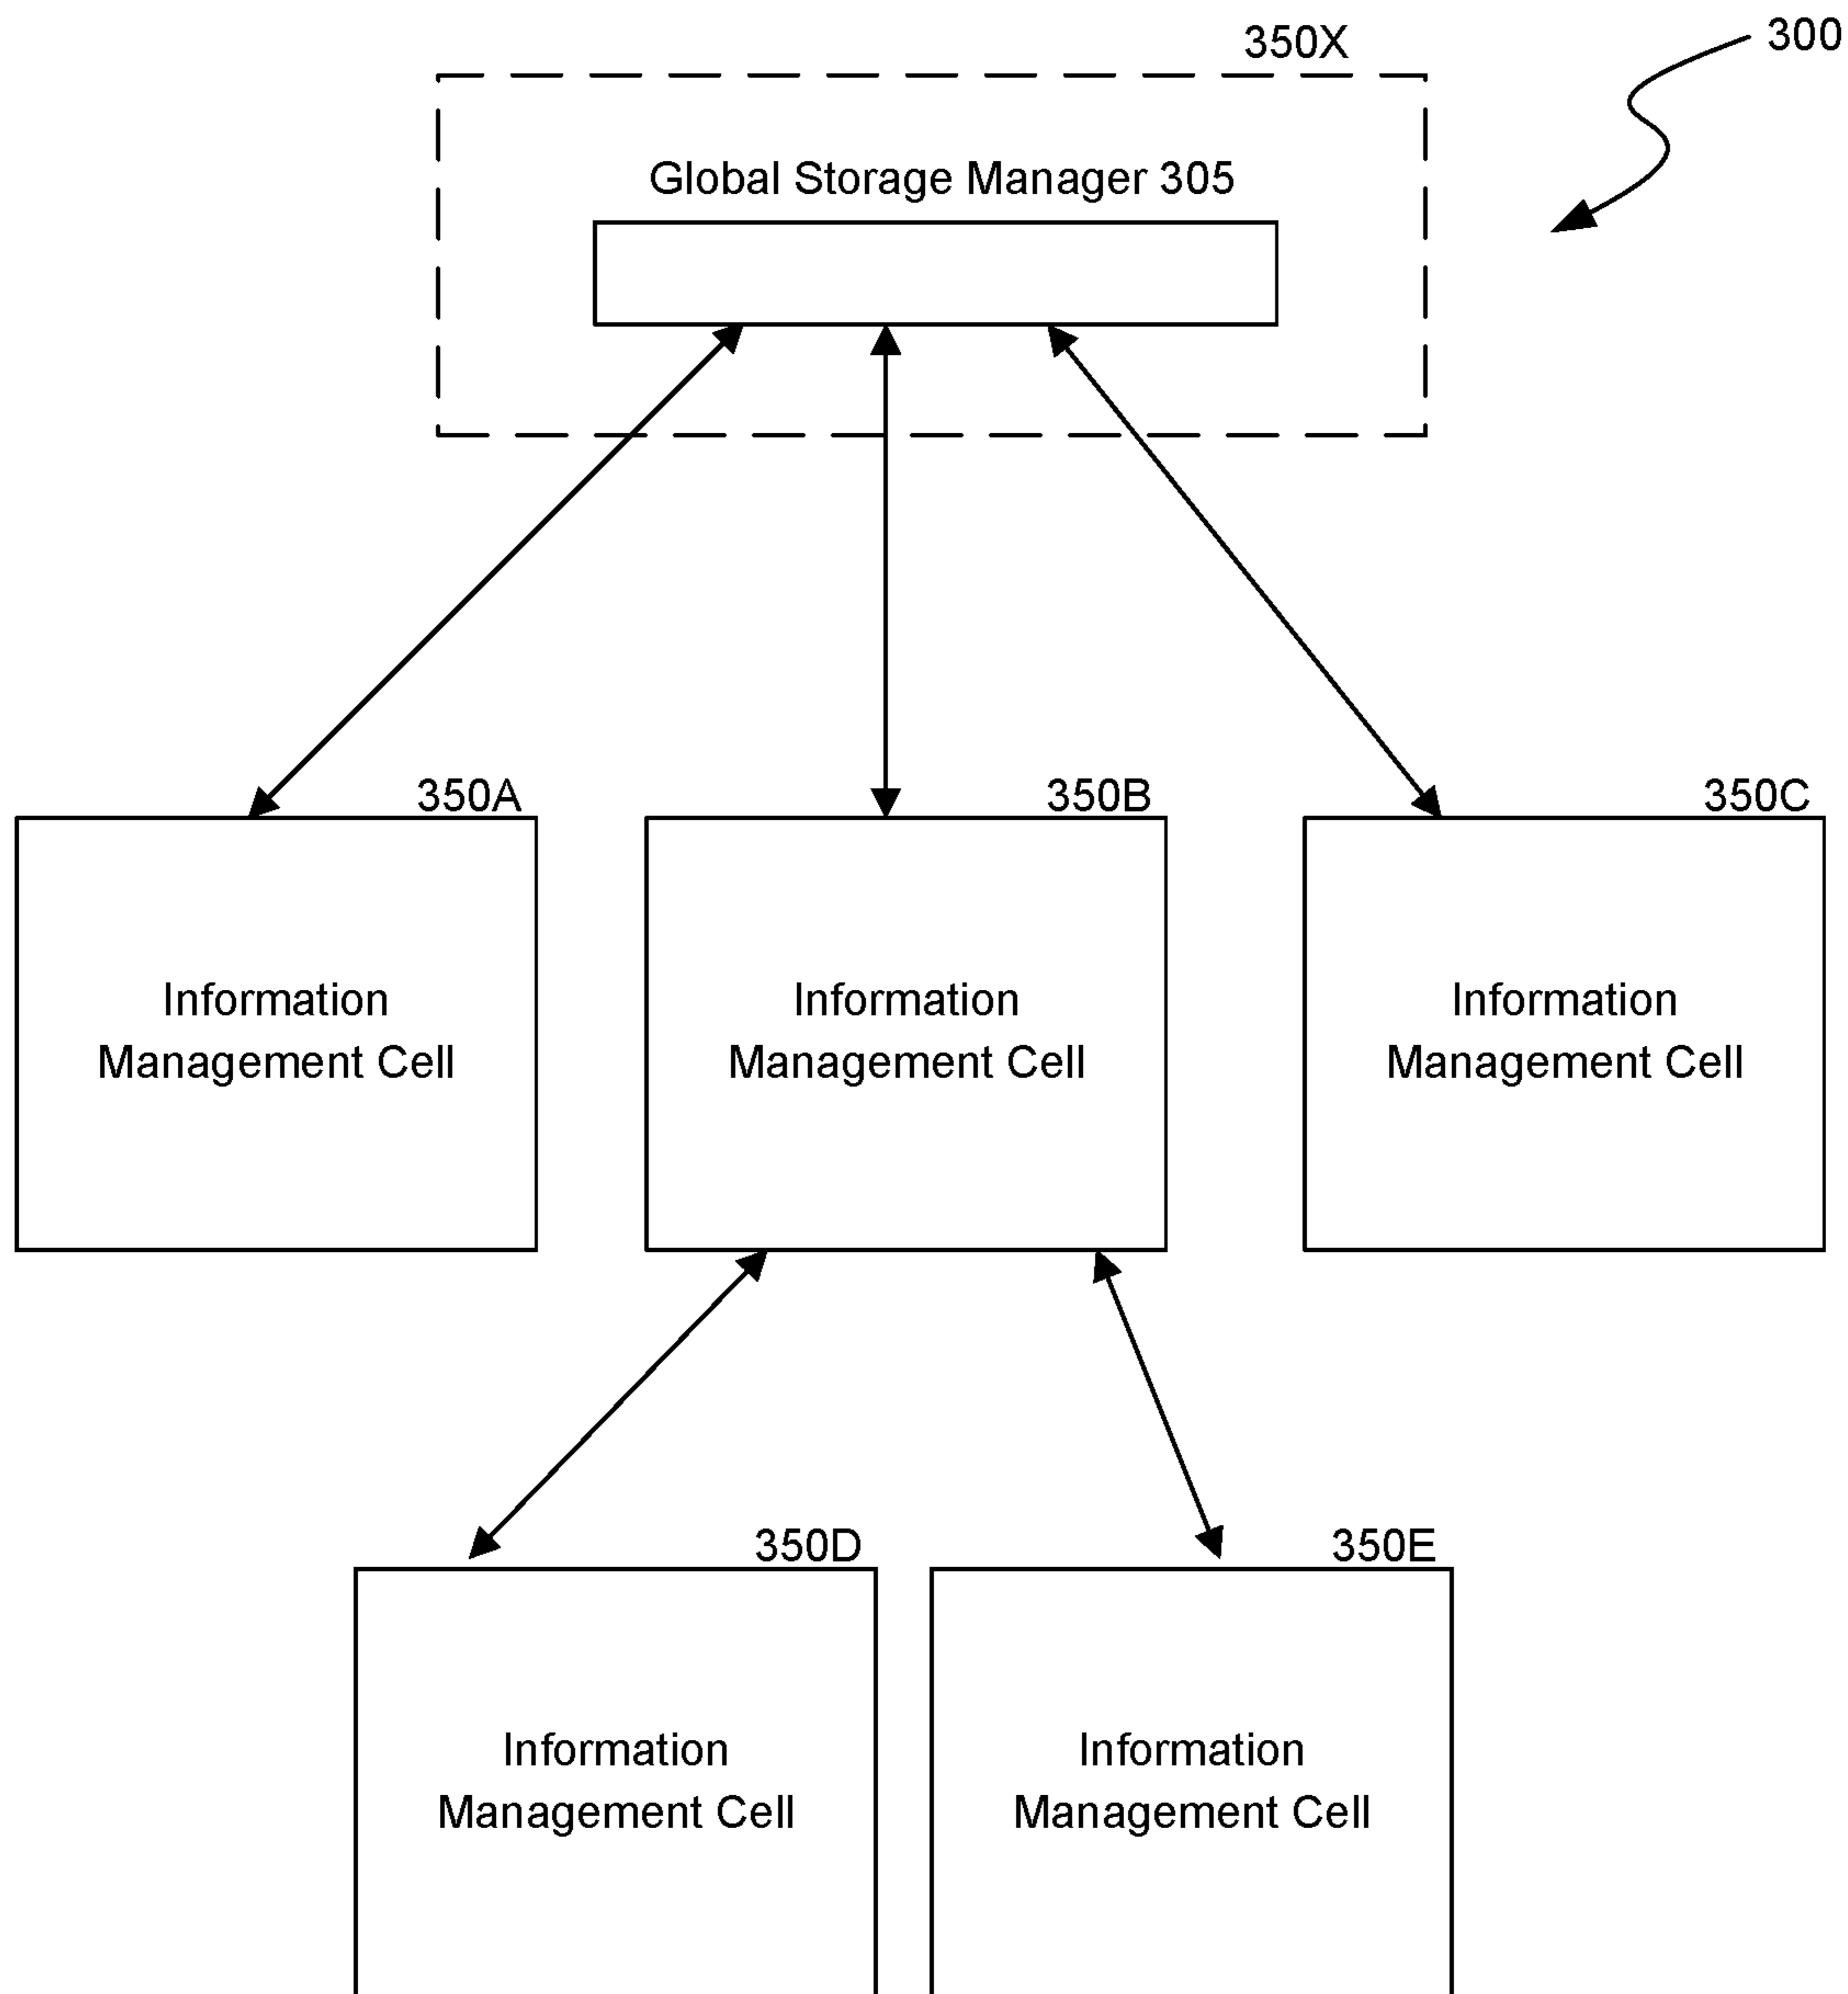 350X
300
Global Storage Manager 305
350A
350B
350C
Information
Management Cell
Information
Management Cell
Information
Management Cell
350D
350E
Information
Management Cell
Information
Management Cell